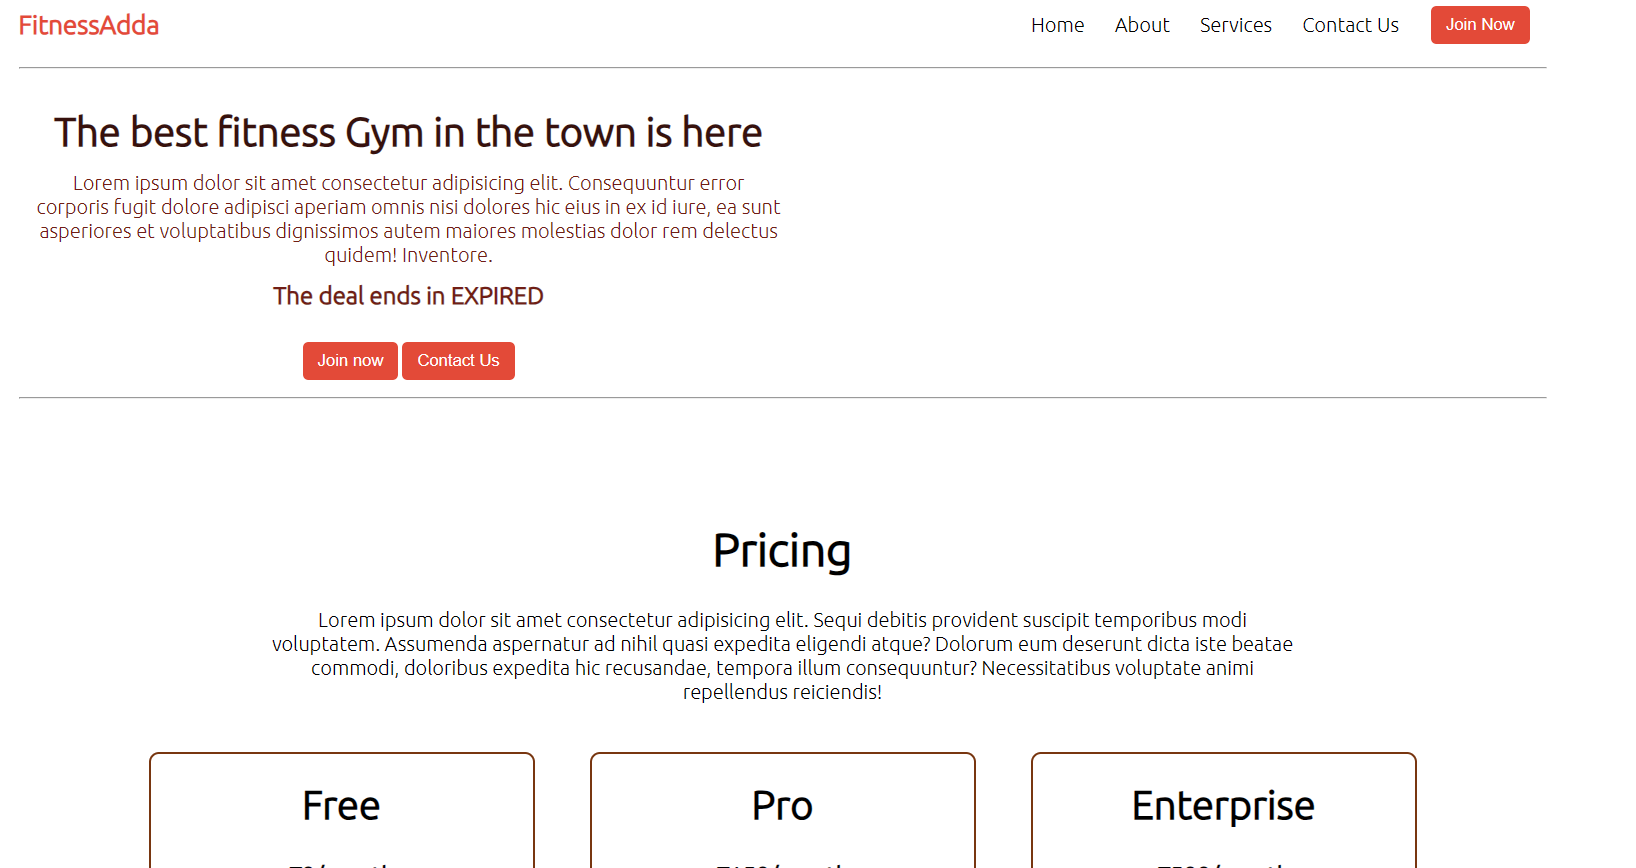 FitnessAdda
Home About Services Contact Us Join Now
The best fitness Gym in the town is here
Lorem ipsum dolor sit amet consectetur adipisicing elit. Consequuntur error
corporis fugit dolore adipisci aperiam omnis nisi dolores hic eius in ex id iure, ea sunt
asperiores et voluptatibus dignissimos autem maiores molestias dolor rem delectus
quidem! Inventore.
The deal ends in EXPIRED
Join now Contact Us
Pricing
Lorem ipsum dolor sit amet consectetur adipisicing elit. Sequi debitis provident suscipit temporibus modi
voluptatem. Assumenda aspernatur ad nihil quasi expedita eligendi atque? Dolorum eum deserunt dicta iste beatae
commodi, doloribus expedita hic recusandae, tempora illum consequuntur? Necessitatibus voluptate animi
repellendus reiciendis!
Free Pro Enterprise